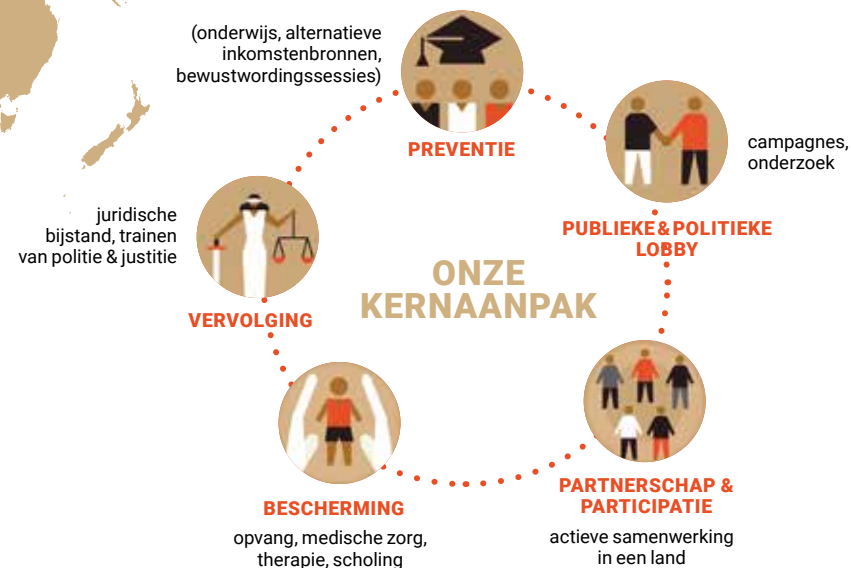 (onderwijs, alternatieve
inkomstenbronnen,
bewustwordingssessies)
PREVENTIE
campagnes,
onderzoek
PUBLIEKE & POLITIEKE
LOBBY
juridische
bijstand, trainen
van politie & justitie
VERVOLGING
ONZE
KERNAANPAK
BESCHERMING
opvang, medische zorg,
therapie, scholing
PARTNERSCHAP &
PARTICIPATIE
actieve samenwerking
in een land